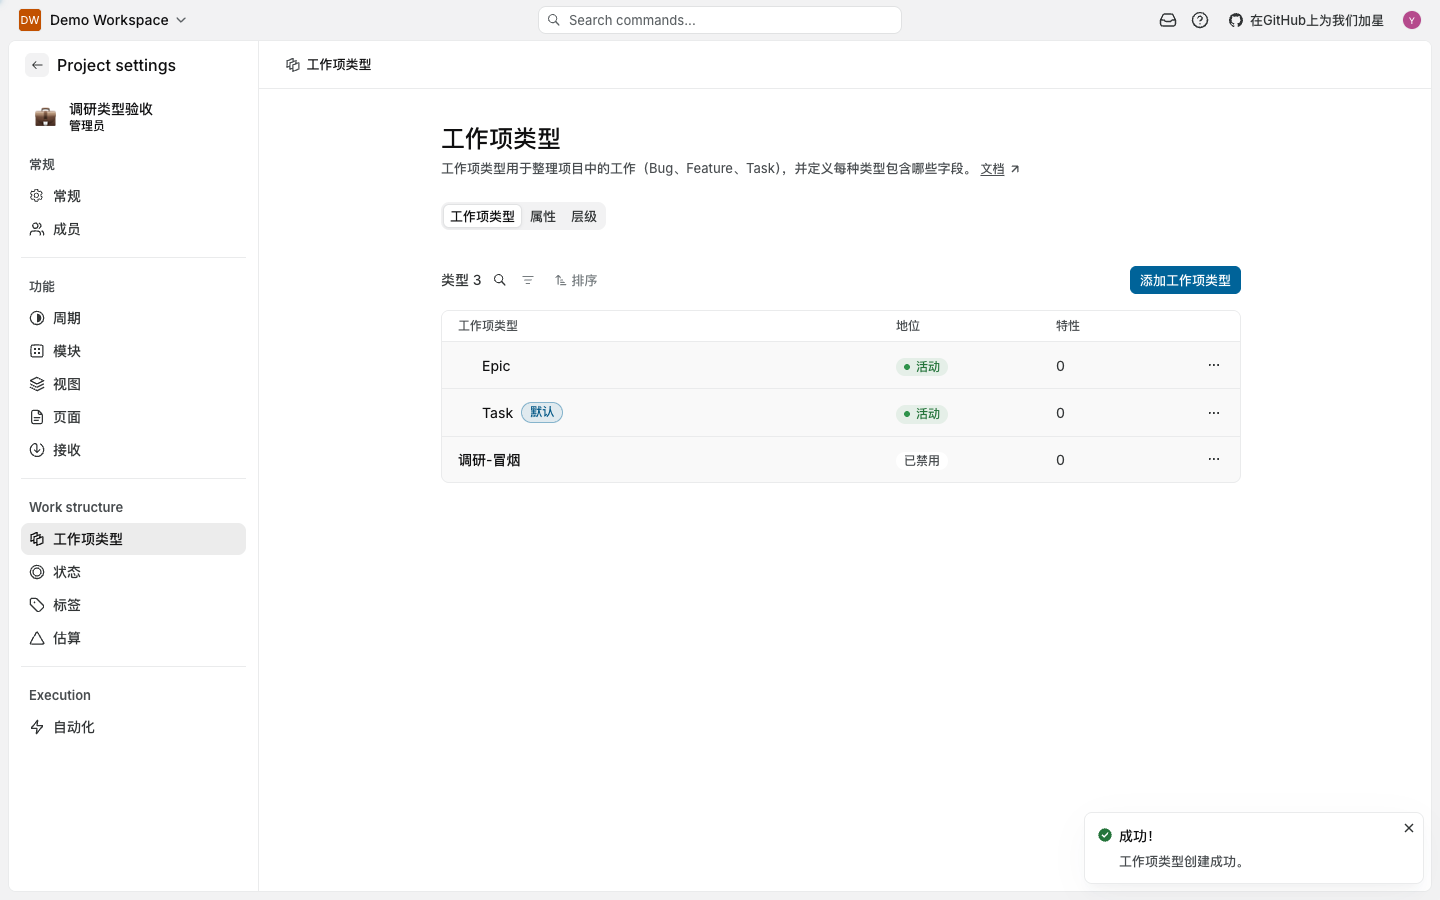 DW Demo Workspace
Search commands...
在GitHub上为我们加星
Y
Project settings
工作项类型
调研类型验收
管理员
常规
常规
成员
功能
周期
模块
视图
页面
接收
Work structure
工作项类型
状态
标签
估算
Execution
自动化
工作项类型
工作项类型用于整理项目中的工作（Bug、Feature、Task），并定义每种类型包含哪些字段。 文档
工作项类型 属性 层级
类型 3 排序 添加工作项类型
工作项类型 地位 特性
Epic 活动 0
Task 默认 活动 0
调研-冒烟 已禁用 0
成功!
工作项类型创建成功。